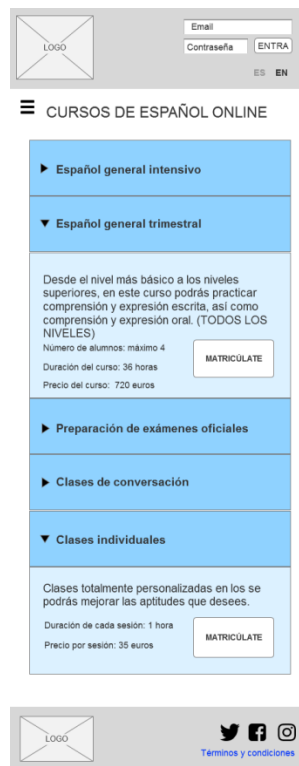 LOGO
Email
Contraseña
ENTRA
ES EN
CURSOS DE ESPAÑOL ONLINE
Español general intensivo
Español general trimestral
Desde el nivel más básico a los niveles
superiores, en este curso podrás practicar
comprensión y expresión escrita, así como
comprensión y expresión oral. (TODOS LOS
NIVELES)
Número de alumnos: máximo 4
Duración del curso: 36 horas
Precio del curso: 720 euros
MATRICÚLATE
Preparación de exámenes oficiales
Clases de conversación
Clases individuales
Clases totalmente personalizadas en los se
podrás mejorar las aptitudes que desees.
Duración de cada sesión: 1 hora
Precio por sesión: 35 euros
MATRICÚLATE
LOGO
Términos y condiciones